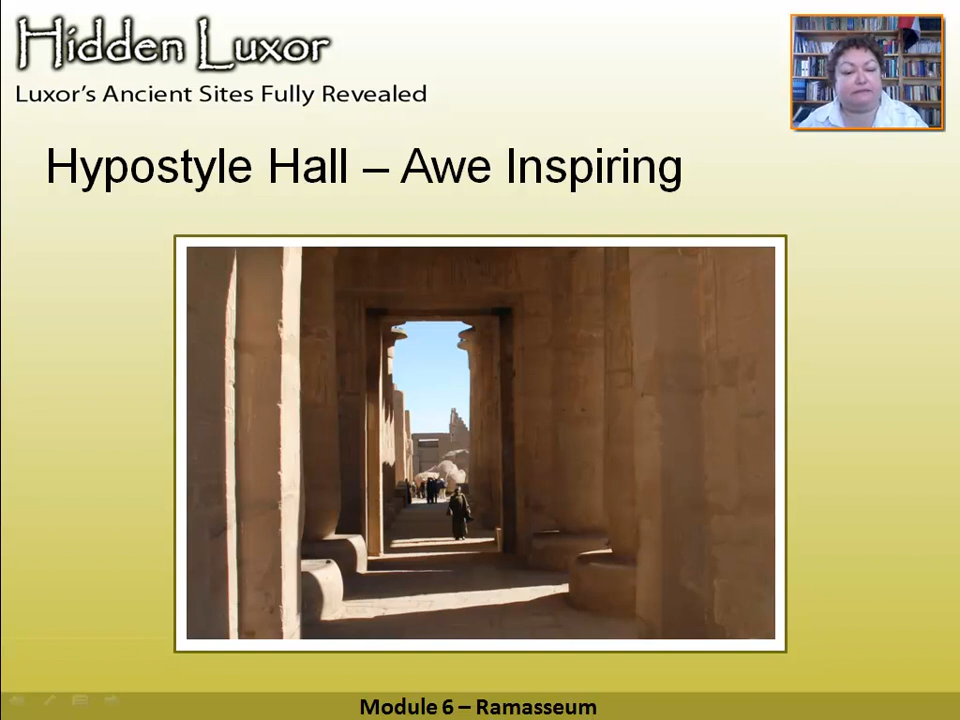 Hidden Luxor
Luxor's Ancient Sites Fully Revealed
Hypostyle Hall – Awe Inspiring
Module 6 – Ramasseum